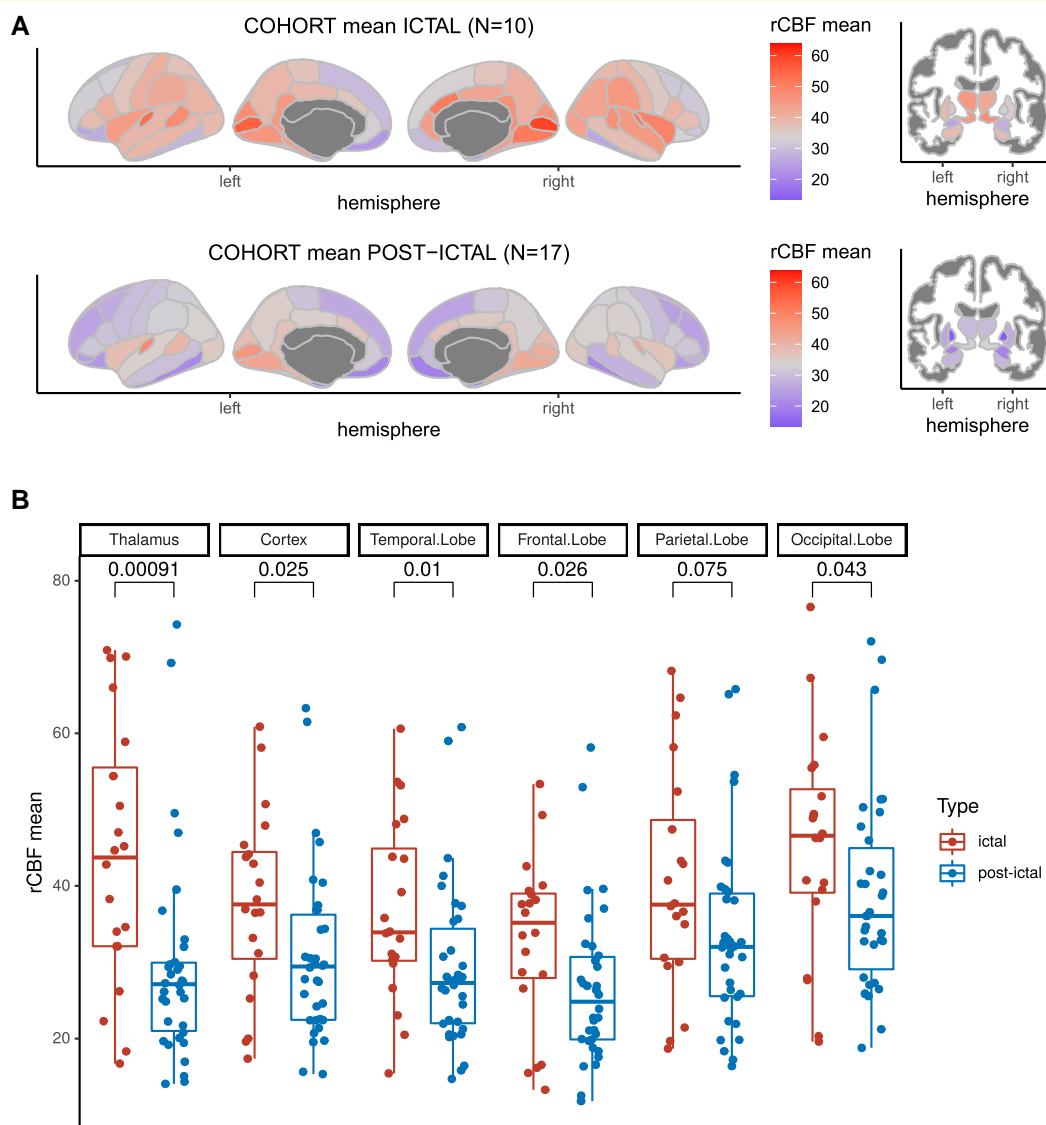 A
COHORT mean ICTAL (N=10)
left right
hemisphere
rCBF mean
60
50
40
30
20
left right
hemisphere
COHORT mean POST−ICTAL (N=17)
left right
hemisphere
rCBF mean
60
50
40
30
20
left right
hemisphere
B
Thalamus Cortex Temporal.Lobe Frontal.Lobe Parietal.Lobe Occipital.Lobe
0.00091 0.025 0.01 0.026 0.075 0.043
80
60
40
20
rCBF mean
Type
ictal
post-ictal